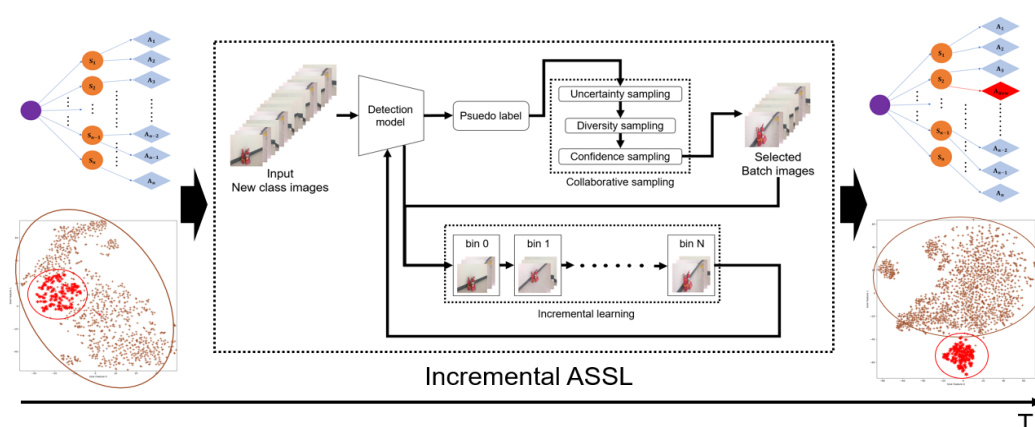 A₁
A₂
A₃
S₁
S₂
Sₙ₋₁
Sₙ
Aₙ₋₂
Aₙ₋₁
Aₙ
Input
New class images
Detection
model
Psuedo label
Uncertainty sampling
Diversity sampling
Confidence sampling
Collaborative sampling
Selected
Batch images
bin 0
bin 1
bin N
Incremental learning
Incremental ASSL
A₁
A₂
A₃
S₁
S₂
Sₙ₋₁
Sₙ
Aₙ₋₂
Aₙ₋₁
Aₙ
T